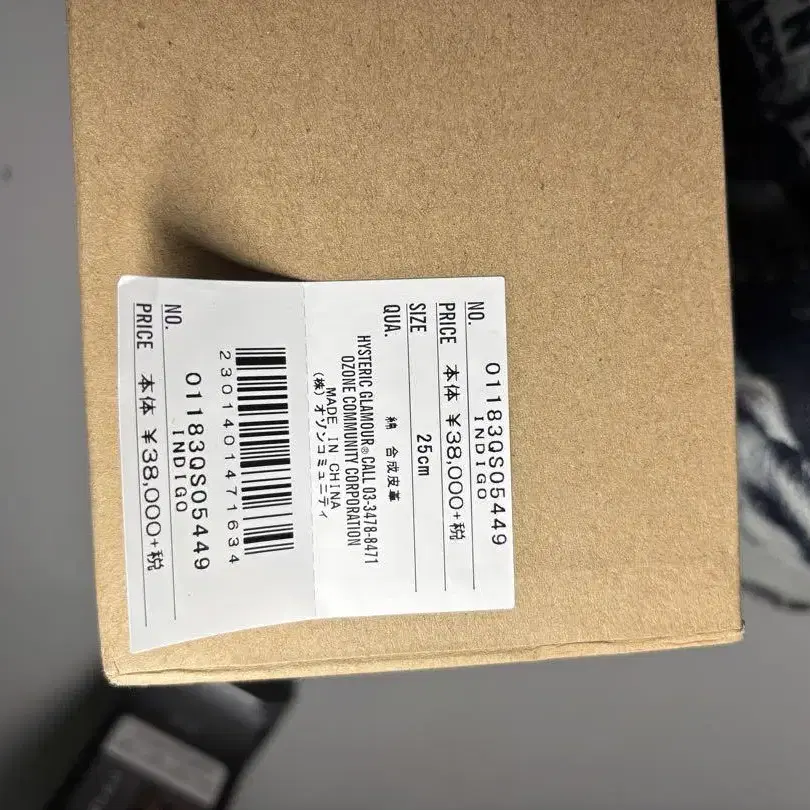 NO. 01183QS05449
INDIGO
PRICE 本体 ¥38,000+税
SIZE 25cm
QUA. 綿 合成皮革
HYSTERIC GLAMOUR® CALL 03-3478-8471
OZONE COMMUNITY CORPORATION
MADE IN CHINA
(株)オゾンコミュニティ
2301401471634
NO. 01183QS05449
INDIGO
PRICE 本体 ¥38,000+税